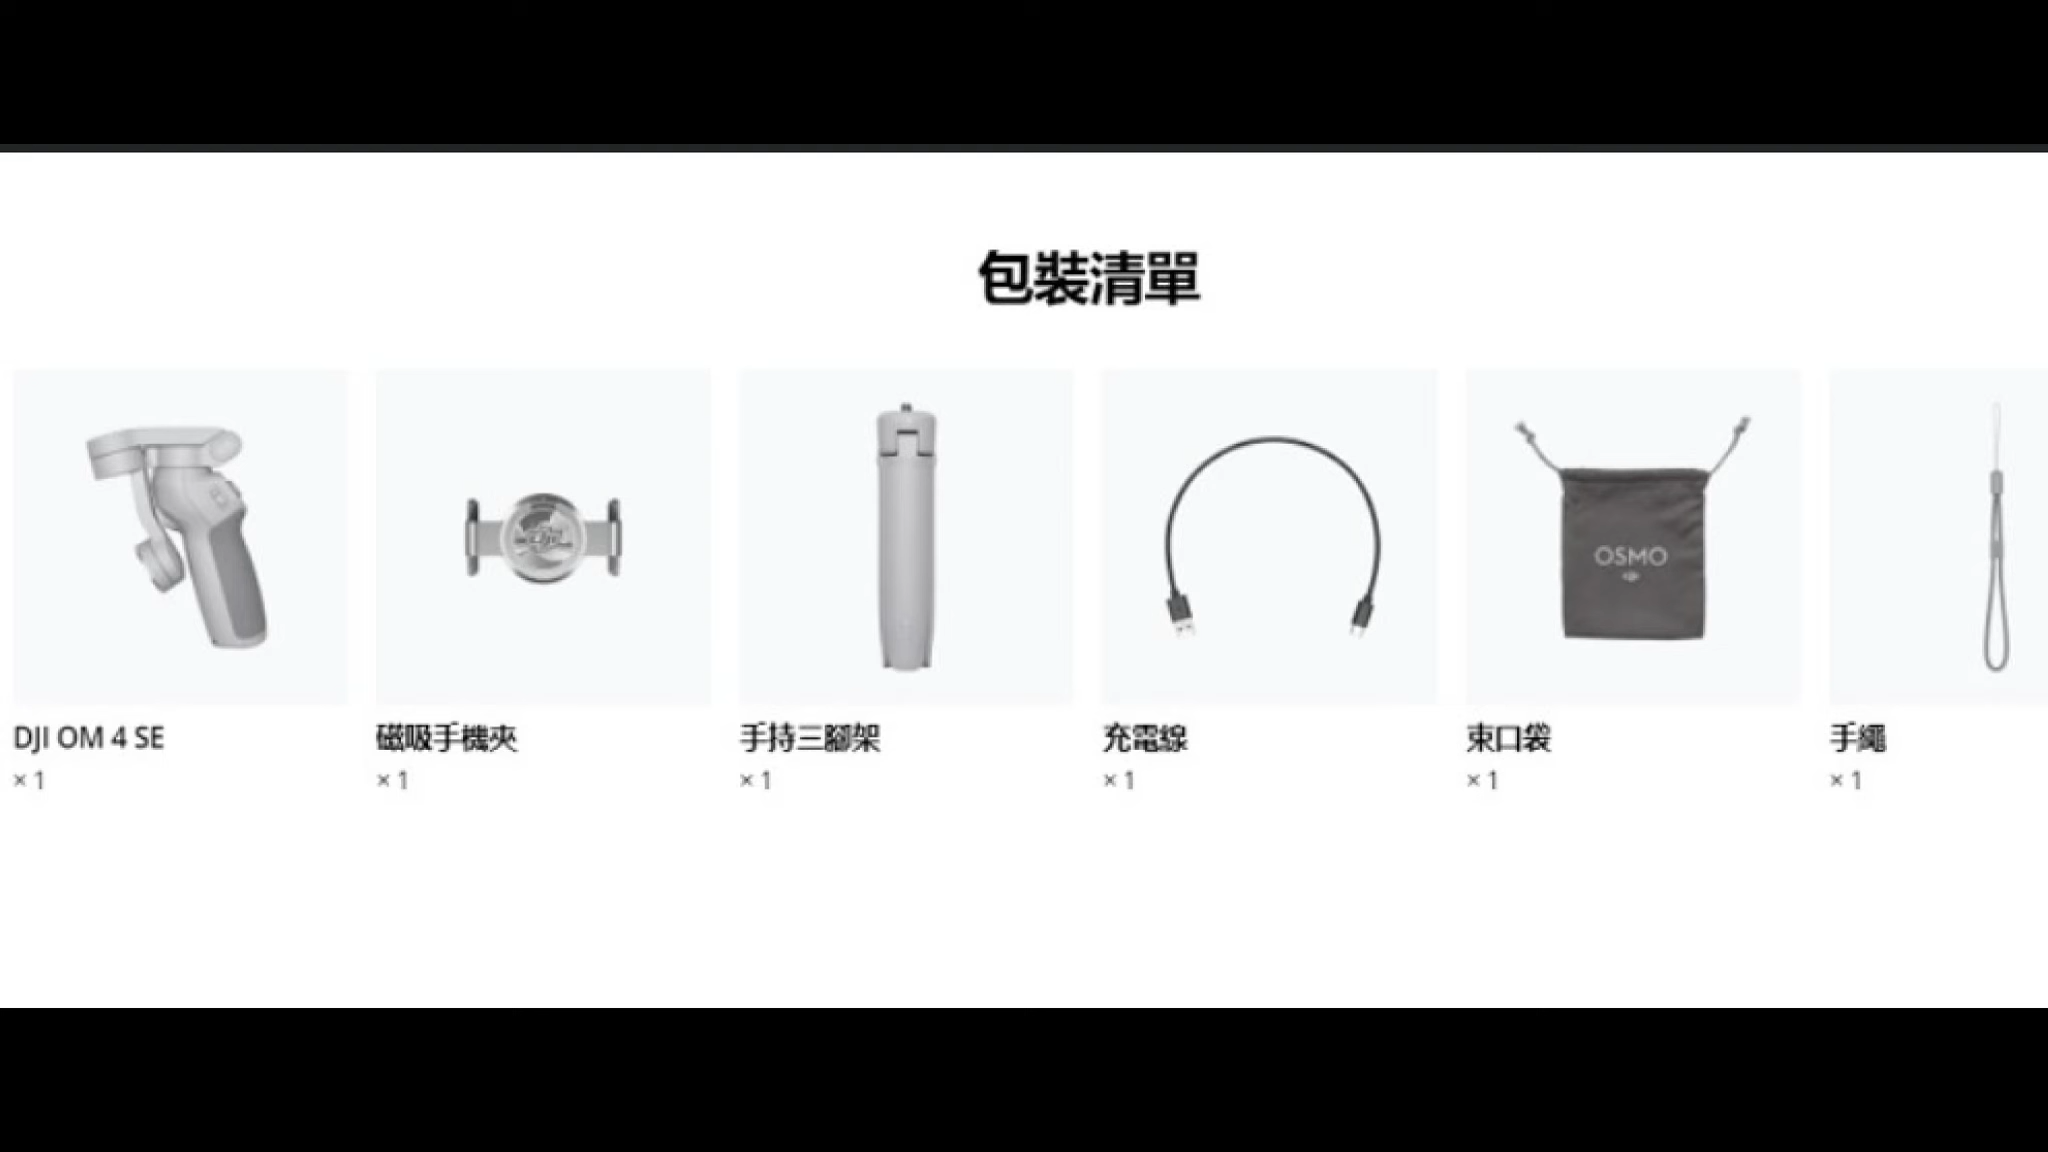 包裝清單
OSMO
DJI OM 4 SE
× 1
磁吸手機夾
× 1
手持三腳架
× 1
充電線
× 1
束口袋
× 1
手繩
× 1